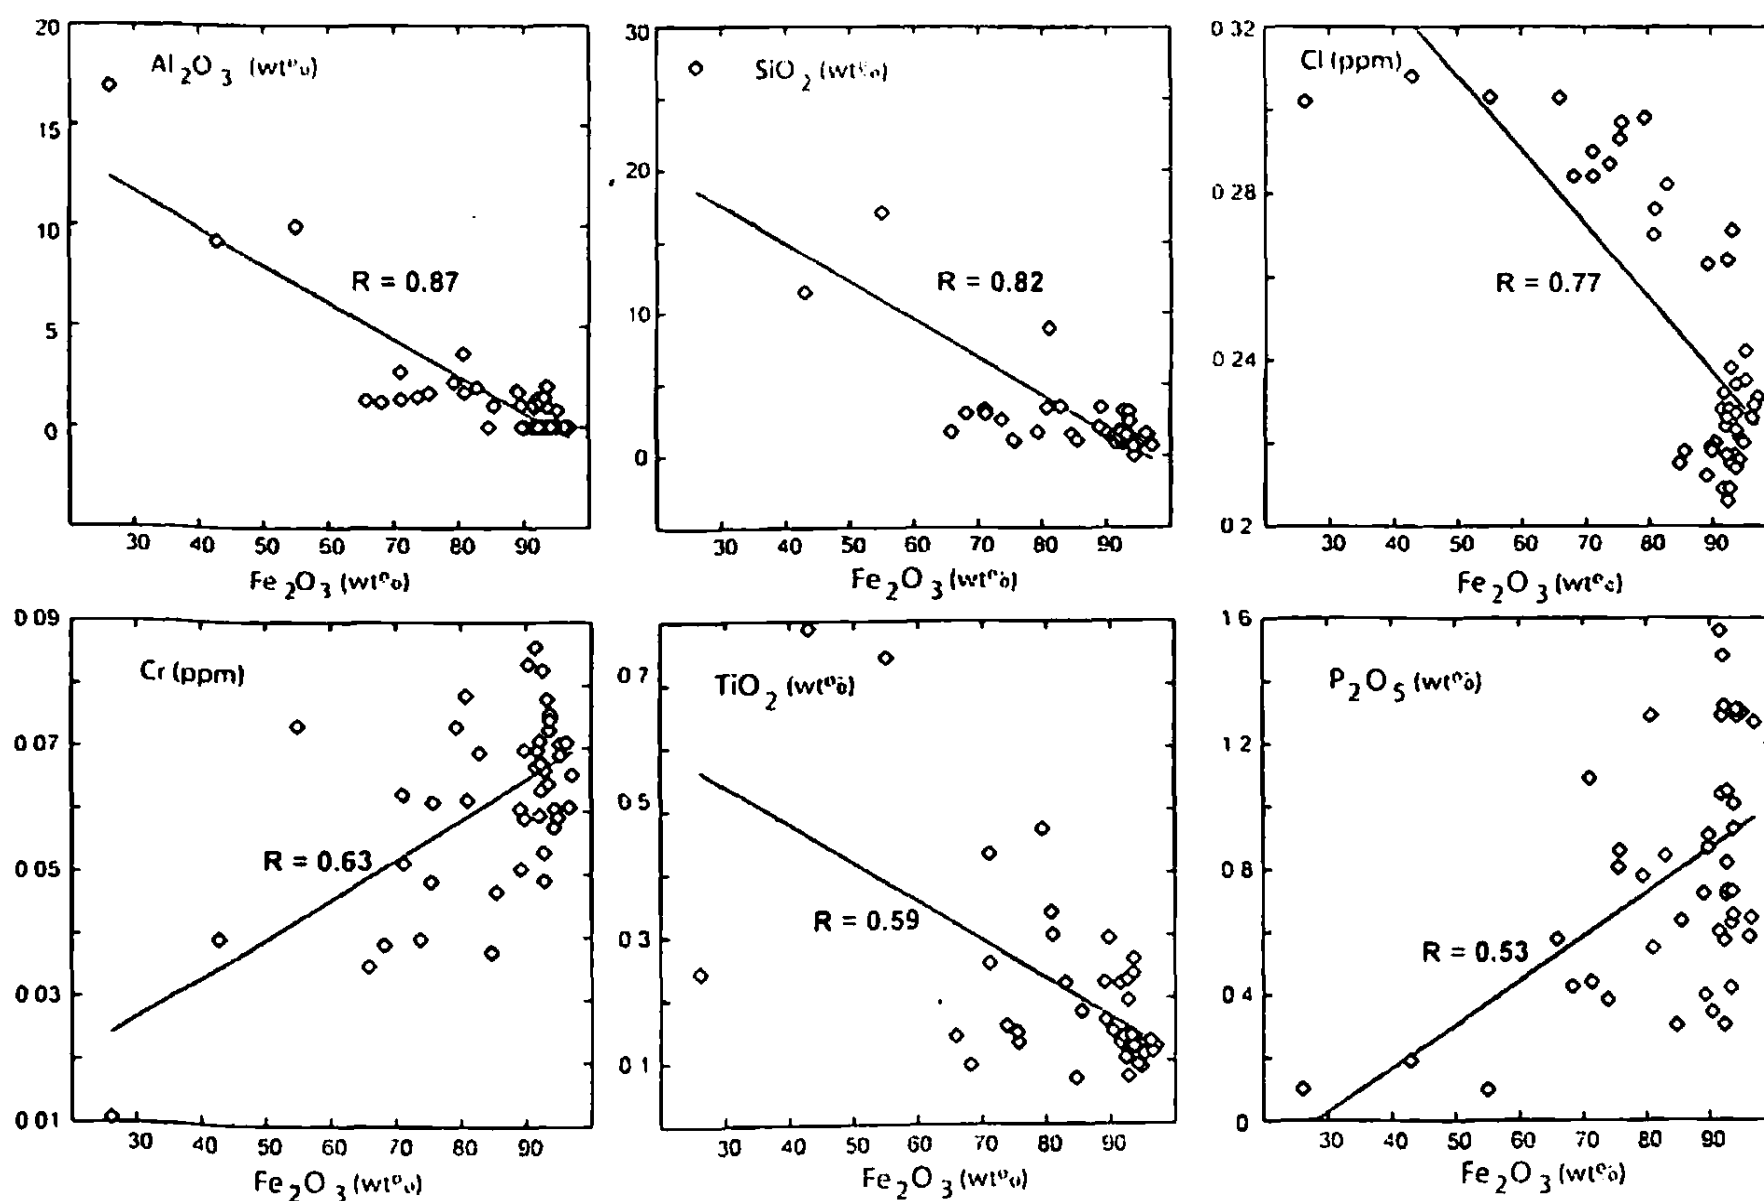 20
15
10
5
0
Al2O3 (wt%)
R = 0.87
30 40 50 60 70 80 90
Fe2O3 (wt%)
30
20
10
0
SiO2 (wt%)
R = 0.82
30 40 50 60 70 80 90
Fe2O3 (wt%)
0 32
0 28
0 24
0 2
Cl (ppm)
R = 0.77
30 40 50 60 70 80 90
Fe2O3 (wt%)
0 09
0 07
0 05
0 03
0 01
Cr (ppm)
R = 0.63
30 40 50 60 70 80 90
Fe2O3 (wt%)
0 7
0 5
0 3
0 1
TiO2 (wt%)
R = 0.59
30 40 50 60 70 80 90
Fe2O3 (wt%)
1 6
1 2
0 8
0 4
0
P2O5 (wt%)
R = 0.53
30 40 50 60 70 80 90
Fe2O3 (wt%)